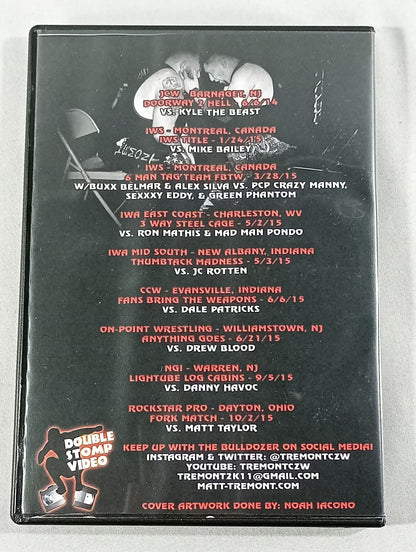 JCW - BARNAGET, NJ
DOORWAY 2 HELL - 6/6/14
VS. KYLE THE BEAST
IWS - MONTREAL, CANADA
IWS TITLE - 1/24/15
VS. MIKE BAILEY
IWS - MONTREAL, CANADA
6 MAN TAG TEAM FBTW, 3/28/15
W/BUXX BELMAR & ALEX SILVA VS. PCP CRAZY MANNY,
SEXXXY EDDY, & GREEN PHANTOM
IWA EAST COAST - CHARLESTON, WV
3 WAY STEEL CAGE - 5/2/15
VS. RON MATHIS & MAD MAN PONDO
IWA MID SOUTH - NEW ALBANY, INDIANA
THUMBTACK MADNESS - 5/3/15
VS. JC ROTTEN
CCW - EVANSVILLE, INDIANA
FANS BRING THE WEAPONS - 6/6/15
VS. DALE PATRICKS
ON-POINT WRESTLING - WILLIAMSTOWN, NJ
ANYTHING GOES - 6/21/15
VS. DREW BLOOD
NGI - WARREN, NJ
LIGHTUBE LOG CABINS - 9/5/15
VS. DANNY HAVOC
ROCKSTAR PRO - DAYTON, OHIO
FORK MATCH - 10/2/15
VS. MATT TAYLOR
DOUBLE
STOMP
VIDEO
KEEP UP WITH THE BULLDOZER ON SOCIAL MEDIA!
INSTAGRAM & TWITTER: @TREMONTCZW
YOUTUBE: TREMONTCZW
TREMONT2K11@GMAIL.COM
MATT-TREMONT.COM
COVER ARTWORK DONE BY: NOAH IACONO